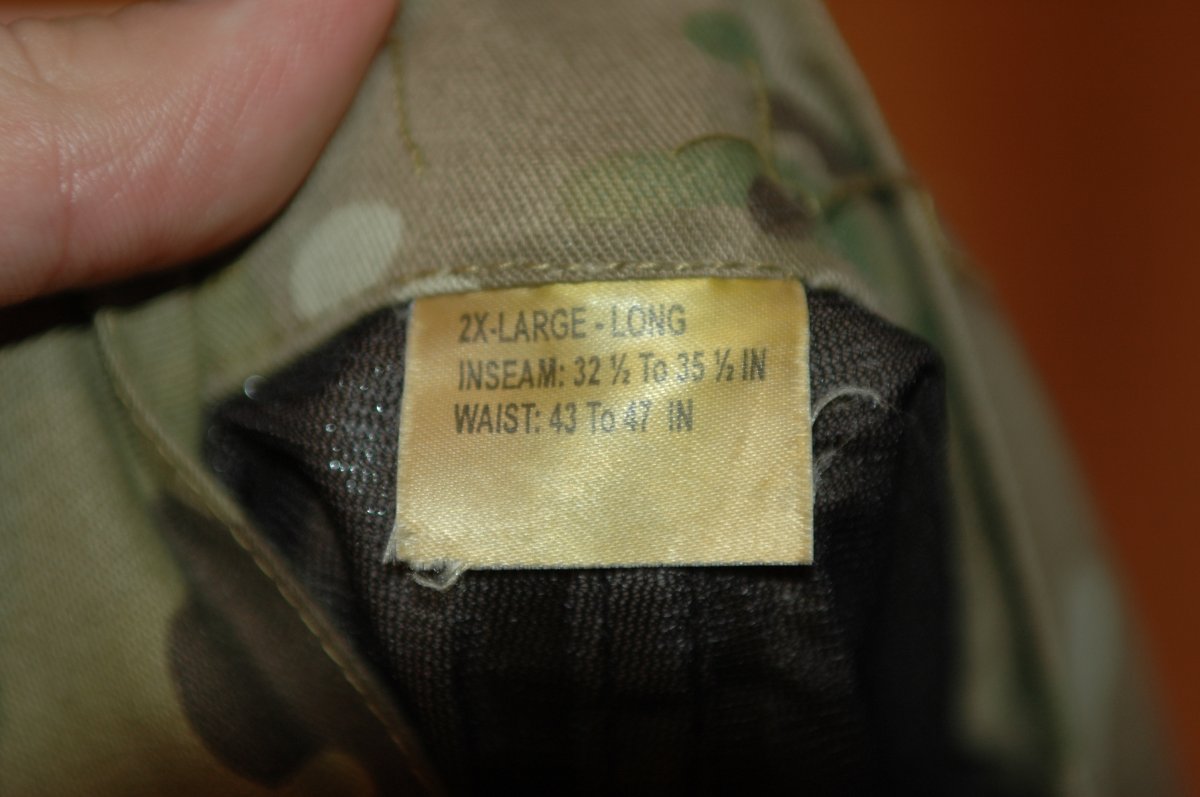 2X-LARGE - LONG
INSEAM: 32 ½ To 35 ½ IN
WAIST: 43 To 47 IN